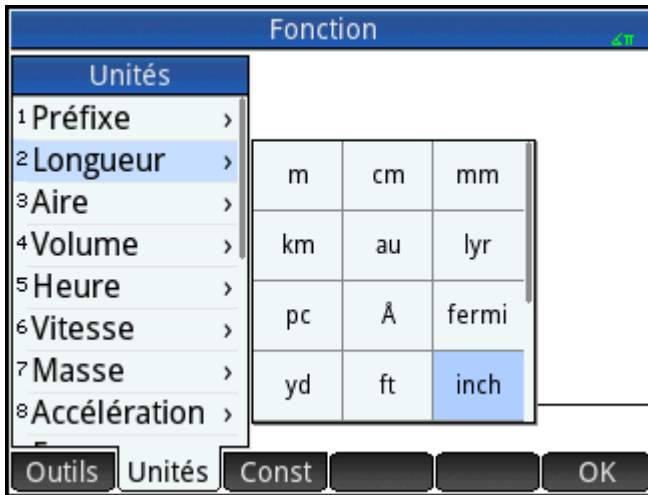 Fonction
∡π
Unités
1 Préfixe >
2 Longueur >
3 Aire >
4 Volume >
5 Heure >
6 Vitesse >
7 Masse >
8 Accélération >
m cm mm
km au lyr
pc Å fermi
yd ft inch
Outils Unités Const OK